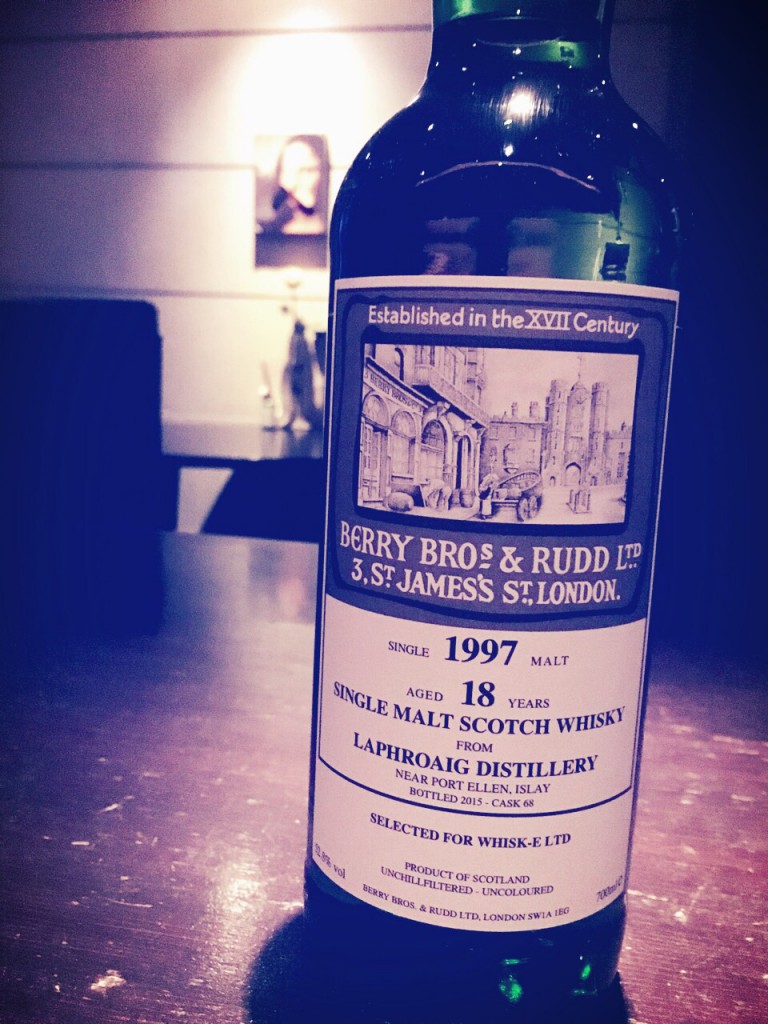 Established in the XVII Century
BERRY BROS & RUDD LTD
3, ST JAMES'S ST, LONDON.
SINGLE 1997 MALT
AGED 18 YEARS
SINGLE MALT SCOTCH WHISKY
FROM
LAPHROAIG DISTILLERY
NEAR PORT ELLEN, ISLAY
BOTTLED 2015 - CASK 68
SELECTED FOR WHISK-E LTD
% vol
PRODUCT OF SCOTLAND
UNCHILLFILTERED - UNCOLOURED
700ml
BERRY BROS. & RUDD LTD, LONDON SW1A 1EG